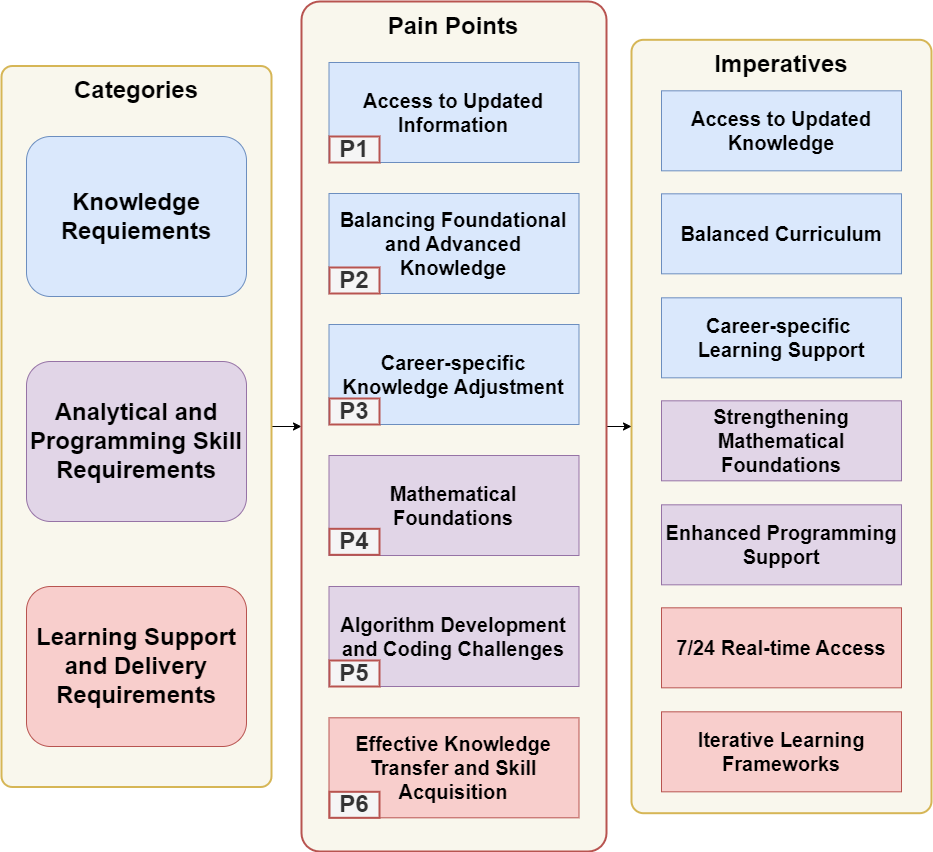 Categories
Knowledge
Requiements
Analytical and
Programming Skill
Requirements
Learning Support
and Delivery
Requirements
Pain Points
Access to Updated
Information
P1
Balancing Foundational
and Advanced
Knowledge
P2
Career-specific
Knowledge Adjustment
P3
Mathematical
Foundations
P4
Algorithm Development
and Coding Challenges
P5
Effective Knowledge
Transfer and Skill
Acquisition
P6
Imperatives
Access to Updated
Knowledge
Balanced Curriculum
Career-specific
Learning Support
Strengthening
Mathematical
Foundations
Enhanced Programming
Support
7/24 Real-time Access
Iterative Learning
Frameworks